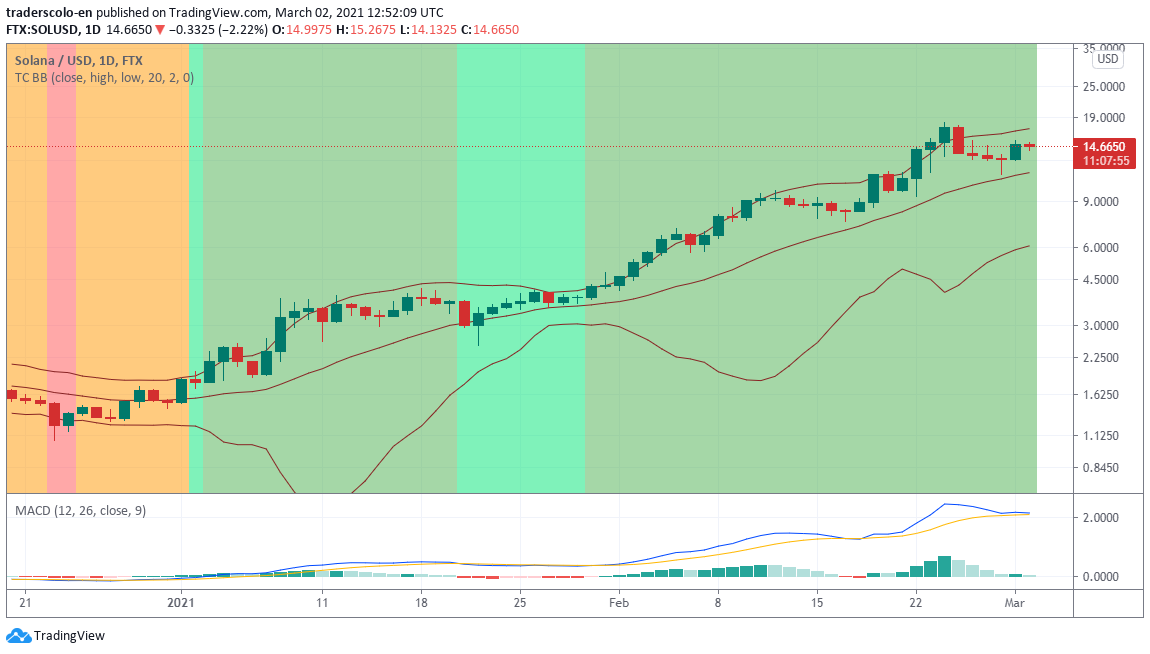 traderscolo-en published on TradingView.com, March 02, 2021 12:52:09 UTC
FTX:SOLUSD, 1D 14.6650 ▼ −0.3325 (−2.22%) O:14.9975 H:15.2675 L:14.1325 C:14.6650
Solana / USD, 1D, FTX
TC BB (close, high, low, 20, 2, 0)
35.0000
USD
25.0000
19.0000
14.6650
11:07:55
9.0000
6.0000
4.5000
3.0000
2.2500
1.6250
1.1250
0.8450
MACD (12, 26, close, 9)
2.0000
0.0000
21 2021 11 18 25 Feb 8 15 22 Mar
TradingView